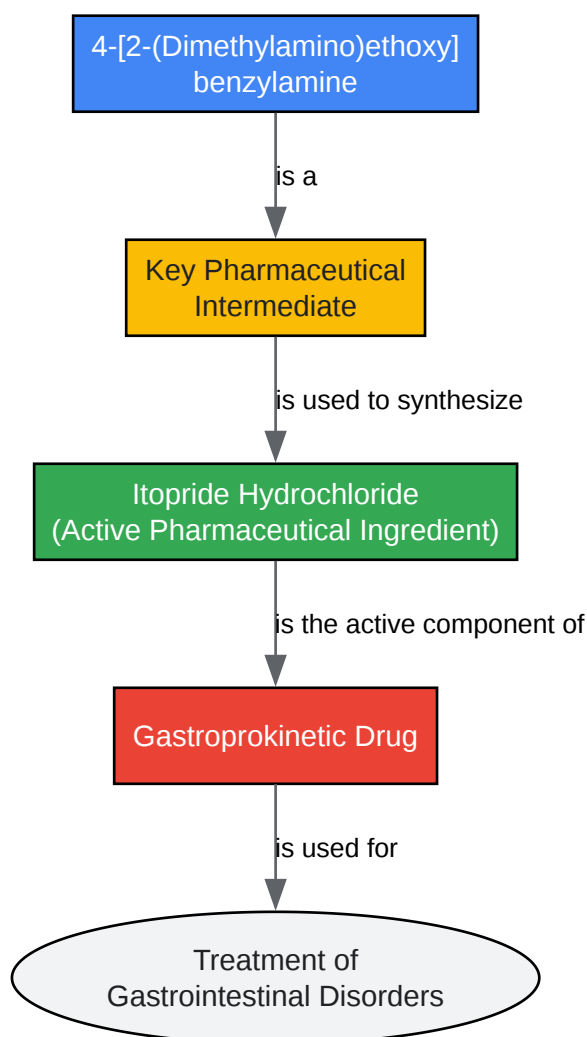 4-[2-(Dimethylamino)ethoxy]
benzylamine
is a
Key Pharmaceutical
Intermediate
is used to synthesize
Itopride Hydrochloride
(Active Pharmaceutical Ingredient)
is the active component of
Gastroprokinetic Drug
is used for
Treatment of
Gastrointestinal Disorders